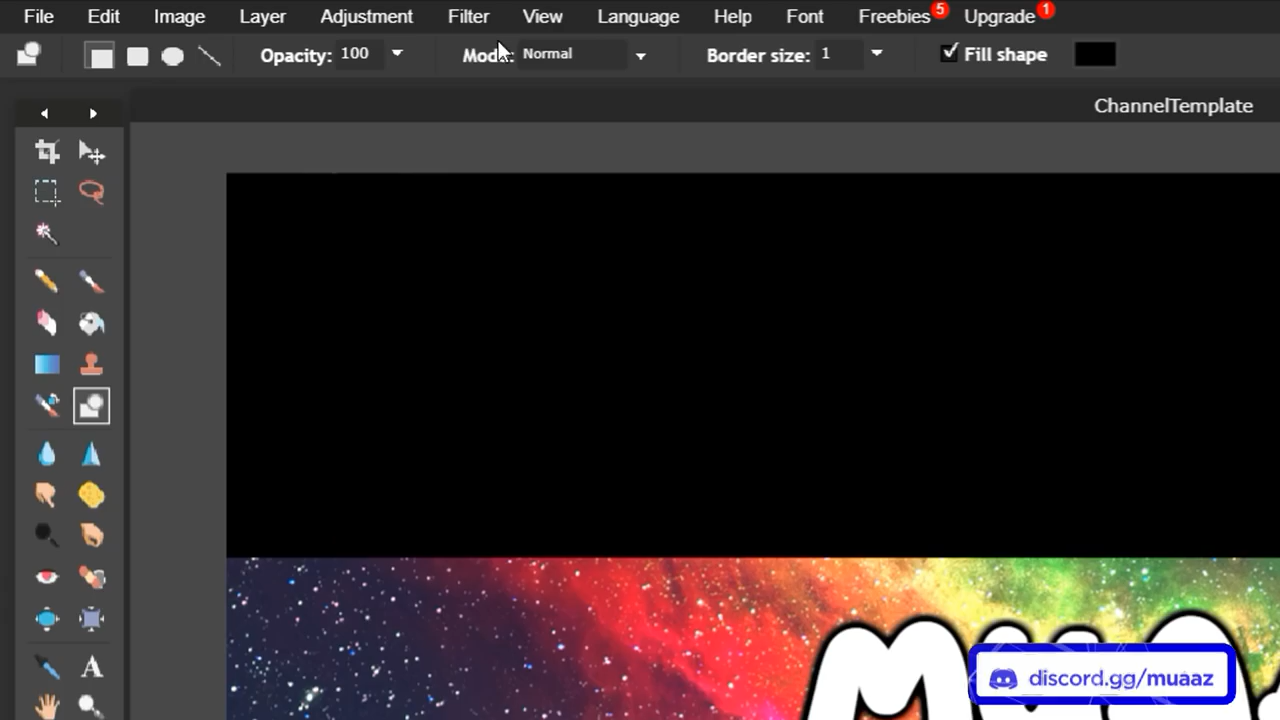 File Edit Image Layer Adjustment Filter View Language Help Font Freebies 5 Upgrade 1
Opacity: 100 Mode: Normal Border size: 1 Fill shape
ChannelTemplate
A
discord.gg/muaaz